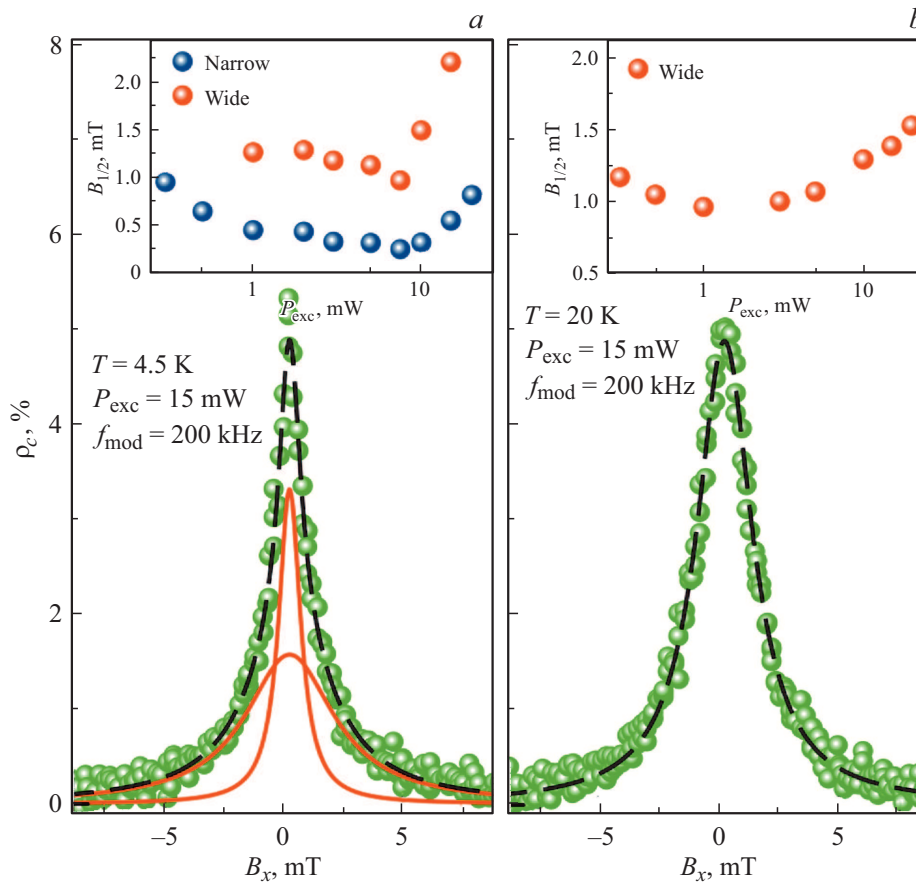 a
8
6
4
2
0
ρc, %
2.0
1.5
1.0
0.5
0
B1/2, mT
Narrow
Wide
1
10
Pexc, mW
T = 4.5 K
Pexc = 15 mW
fmod = 200 kHz
−5
0
5
Bx, mT
b
2.0
1.5
1.0
0.5
B1/2, mT
Wide
1
10
Pexc, mW
T = 20 K
Pexc = 15 mW
fmod = 200 kHz
−5
0
5
Bx, mT